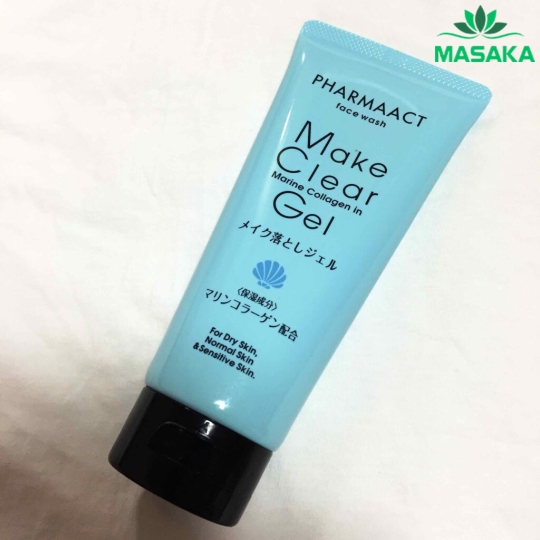 MASAKA
PHARMAACT
face wash
Make
Clear
Marine Collagen in
Gel
メイク落としジェル
〈保湿成分〉
マリンコラーゲン配合
For Dry Skin,
Normal Skin
& Sensitive Skin.